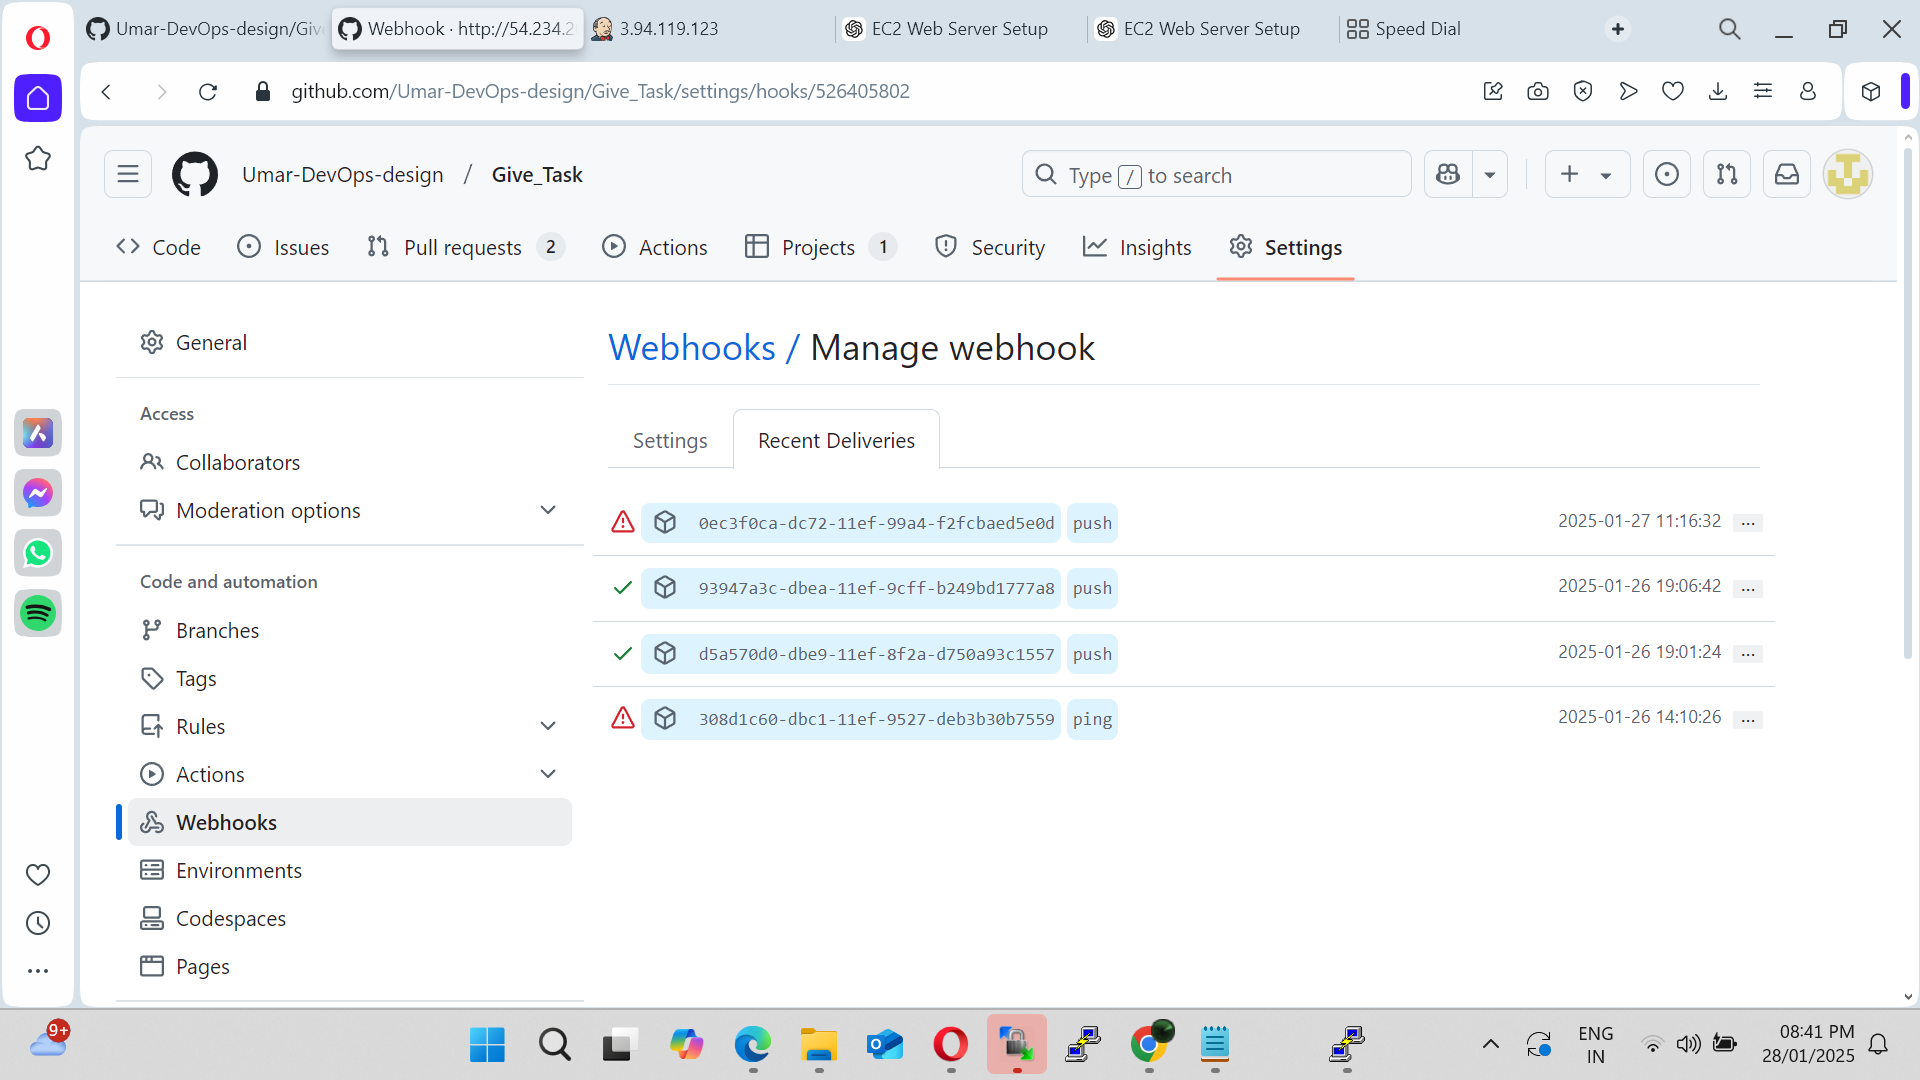 Umar-DevOps-design/Giv
Webhook · http://54.234.2
3.94.119.123
EC2 Web Server Setup
EC2 Web Server Setup
Speed Dial
github.com/Umar-DevOps-design/Give_Task/settings/hooks/526405802
Umar-DevOps-design / Give_Task
Type / to search
Code
Issues
Pull requests 2
Actions
Projects 1
Security
Insights
Settings
General
Access
Collaborators
Moderation options
Code and automation
Branches
Tags
Rules
Actions
Webhooks
Environments
Codespaces
Pages
Webhooks / Manage webhook
Settings
Recent Deliveries
0ec3f0ca-dc72-11ef-99a4-f2fcbaed5e0d push 2025-01-27 11:16:32 ...
93947a3c-dbea-11ef-9cff-b249bd1777a8 push 2025-01-26 19:06:42 ...
d5a570d0-dbe9-11ef-8f2a-d750a93c1557 push 2025-01-26 19:01:24 ...
308d1c60-dbc1-11ef-9527-deb3b30b7559 ping 2025-01-26 14:10:26 ...
9+
ENG
IN
08:41 PM
28/01/2025